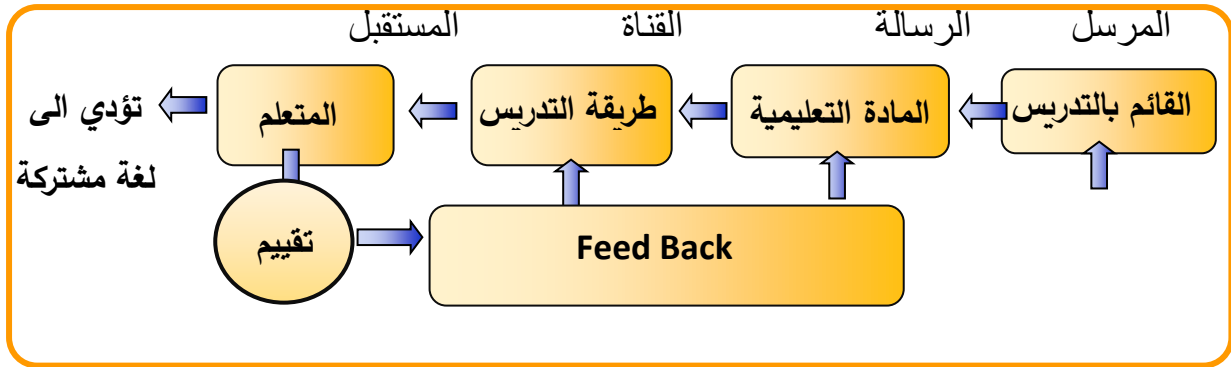 المرسل
الرسالة
القناة
المستقبل
القائم بالتدريس
المادة التعليمية
طريقة التدريس
المتعلم
تؤدي الى
لغة مشتركة
تقييم
Feed Back